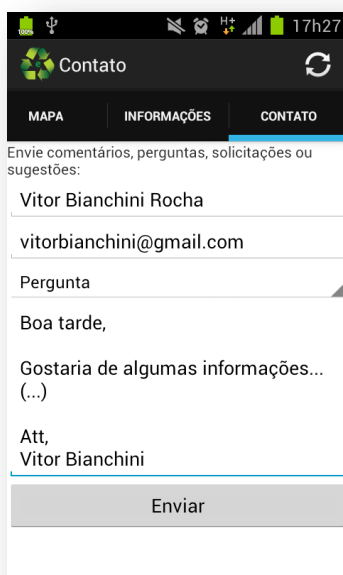 100%
H+
17h27
Contato
MAPA
INFORMAÇÕES
CONTATO
Envie comentários, perguntas, solicitações ou
sugestões:
Vitor Bianchini Rocha
vitorbianchini@gmail.com
Pergunta
Boa tarde,
Gostaria de algumas informações...
(...)
Att,
Vitor Bianchini
Enviar